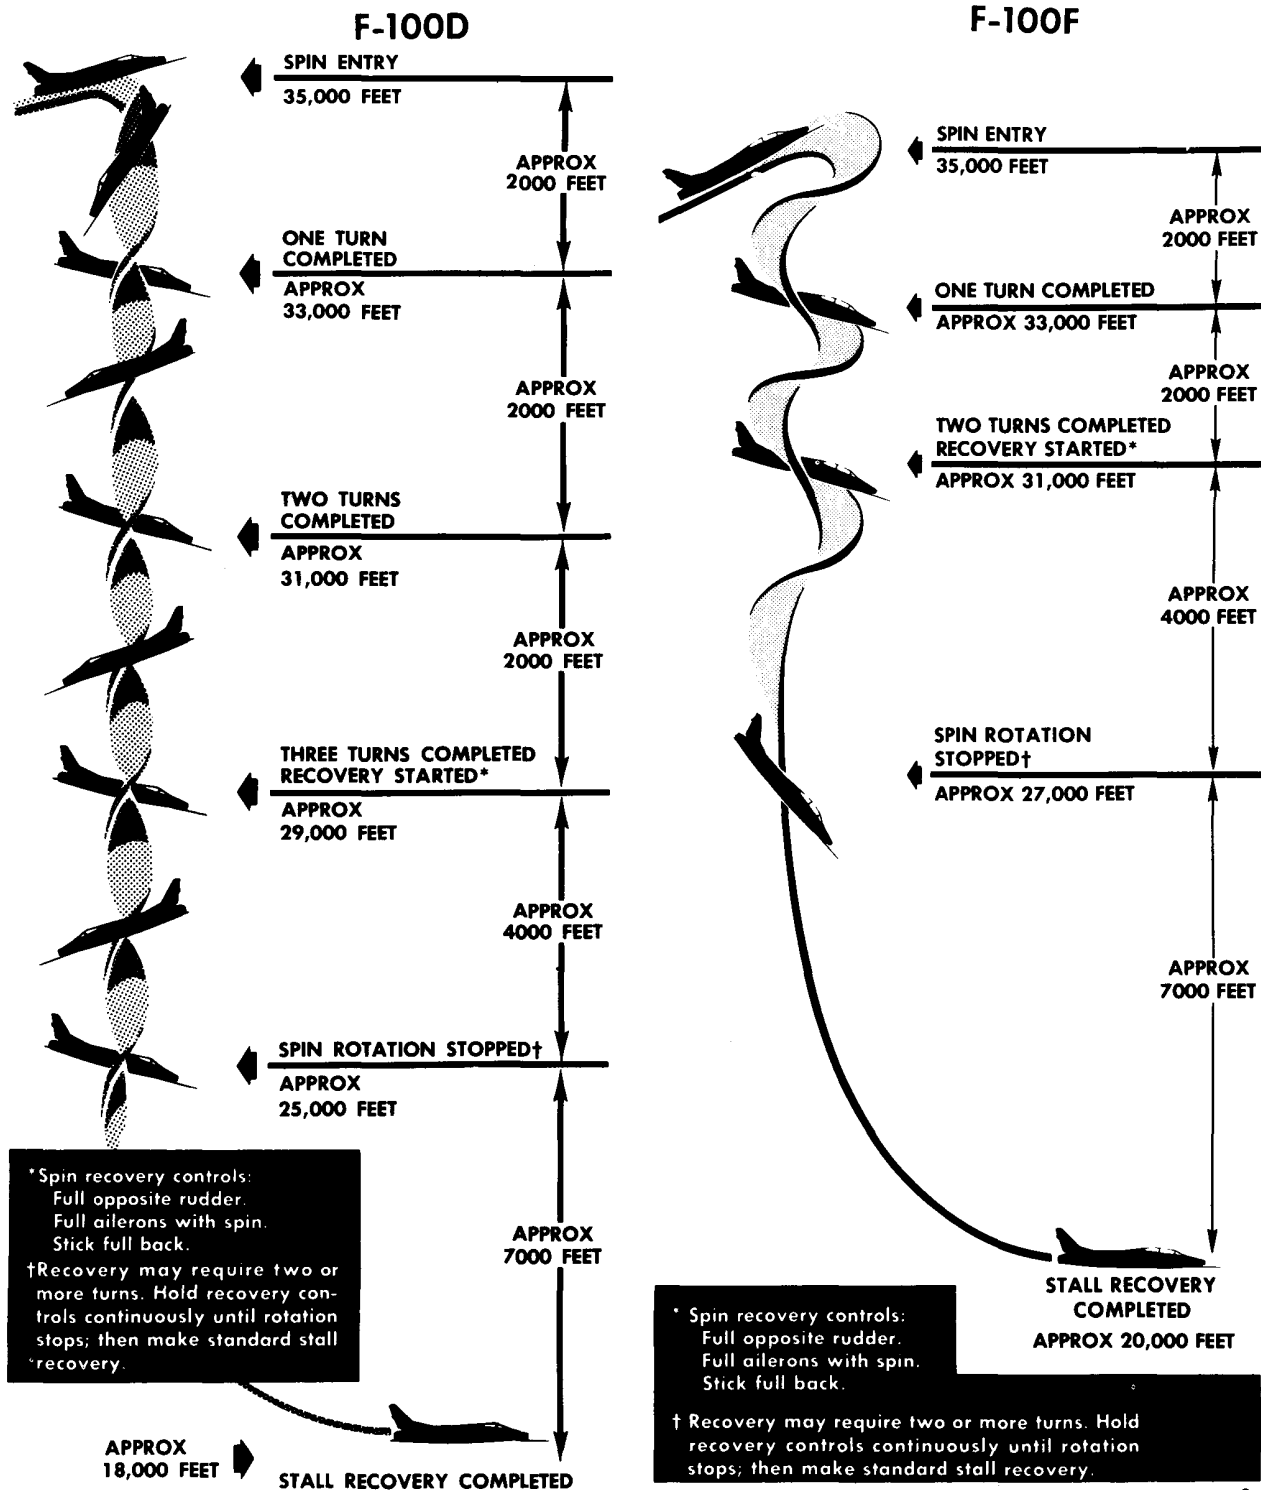 F-100D
SPIN ENTRY
35,000 FEET
APPROX
2000 FEET
ONE TURN
COMPLETED
APPROX
33,000 FEET
APPROX
2000 FEET
TWO TURNS
COMPLETED
APPROX
31,000 FEET
APPROX
2000 FEET
THREE TURNS COMPLETED
RECOVERY STARTED*
APPROX
29,000 FEET
APPROX
4000 FEET
SPIN ROTATION STOPPED†
APPROX
25,000 FEET
APPROX
7000 FEET
*Spin recovery controls:
Full opposite rudder.
Full ailerons with spin.
Stick full back.
†Recovery may require two or
more turns. Hold recovery con-
trols continuously until rotation
stops; then make standard stall
recovery.
APPROX
18,000 FEET
STALL RECOVERY COMPLETED
F-100F
SPIN ENTRY
35,000 FEET
APPROX
2000 FEET
ONE TURN COMPLETED
APPROX 33,000 FEET
APPROX
2000 FEET
TWO TURNS COMPLETED
RECOVERY STARTED*
APPROX 31,000 FEET
APPROX
4000 FEET
SPIN ROTATION
STOPPED†
APPROX 27,000 FEET
APPROX
7000 FEET
STALL RECOVERY
COMPLETED
APPROX 20,000 FEET
* Spin recovery controls:
Full opposite rudder.
Full ailerons with spin.
Stick full back.
† Recovery may require two or more turns. Hold
recovery controls continuously until rotation
stops; then make standard stall recovery.